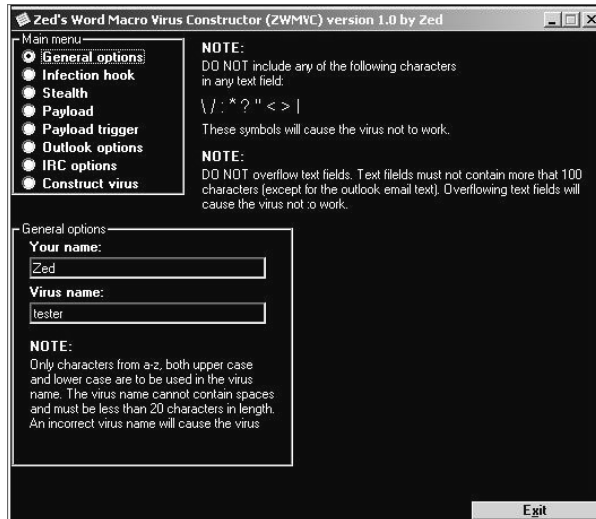 Zed's Word Macro Virus Constructor (ZWMVC) version 1.0 by Zed
Main menu
General options
Infection hook
Stealth
Payload
Payload trigger
Outlook options
IRC options
Construct virus
NOTE:
DO NOT include any of the following characters
in any text field:
\ / : * ? " < > |
These symbols will cause the virus not to work.
NOTE:
DO NOT overflow text fields. Text filelds must not contain more that 100
characters (except for the outlook email text). Overflowing text fields will
cause the virus not :o work.
General options
Your name:
Zed
Virus name:
tester
NOTE:
Only characters from a-z, both upper case
and lower case are to be used in the virus
name. The virus name cannot contain spaces
and must be less than 20 characters in length.
An incorrect virus name will cause the virus
Exit